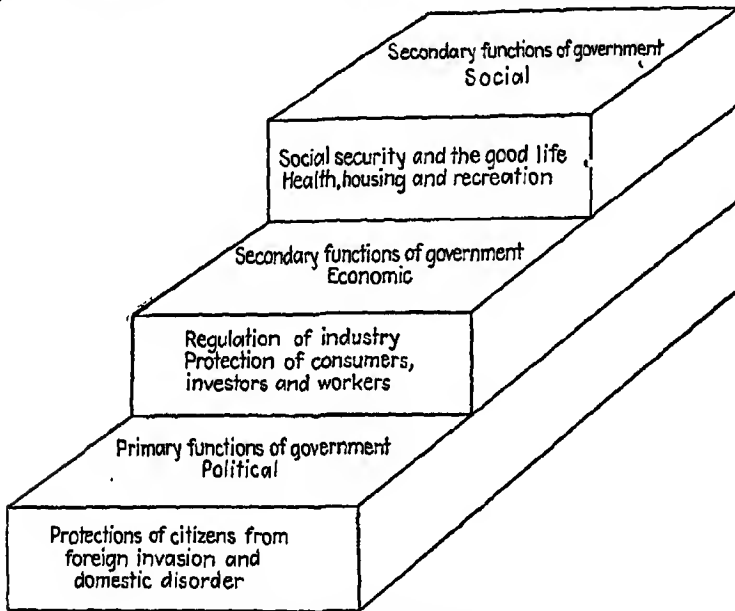 Secondary functions of government
Social
Social security and the good life
Health, housing and recreation
Secondary functions of government
Economic
Regulation of industry
Protection of consumers,
investors and workers
Primary functions of government
Political
Protections of citizens from
foreign invasion and
domestic disorder